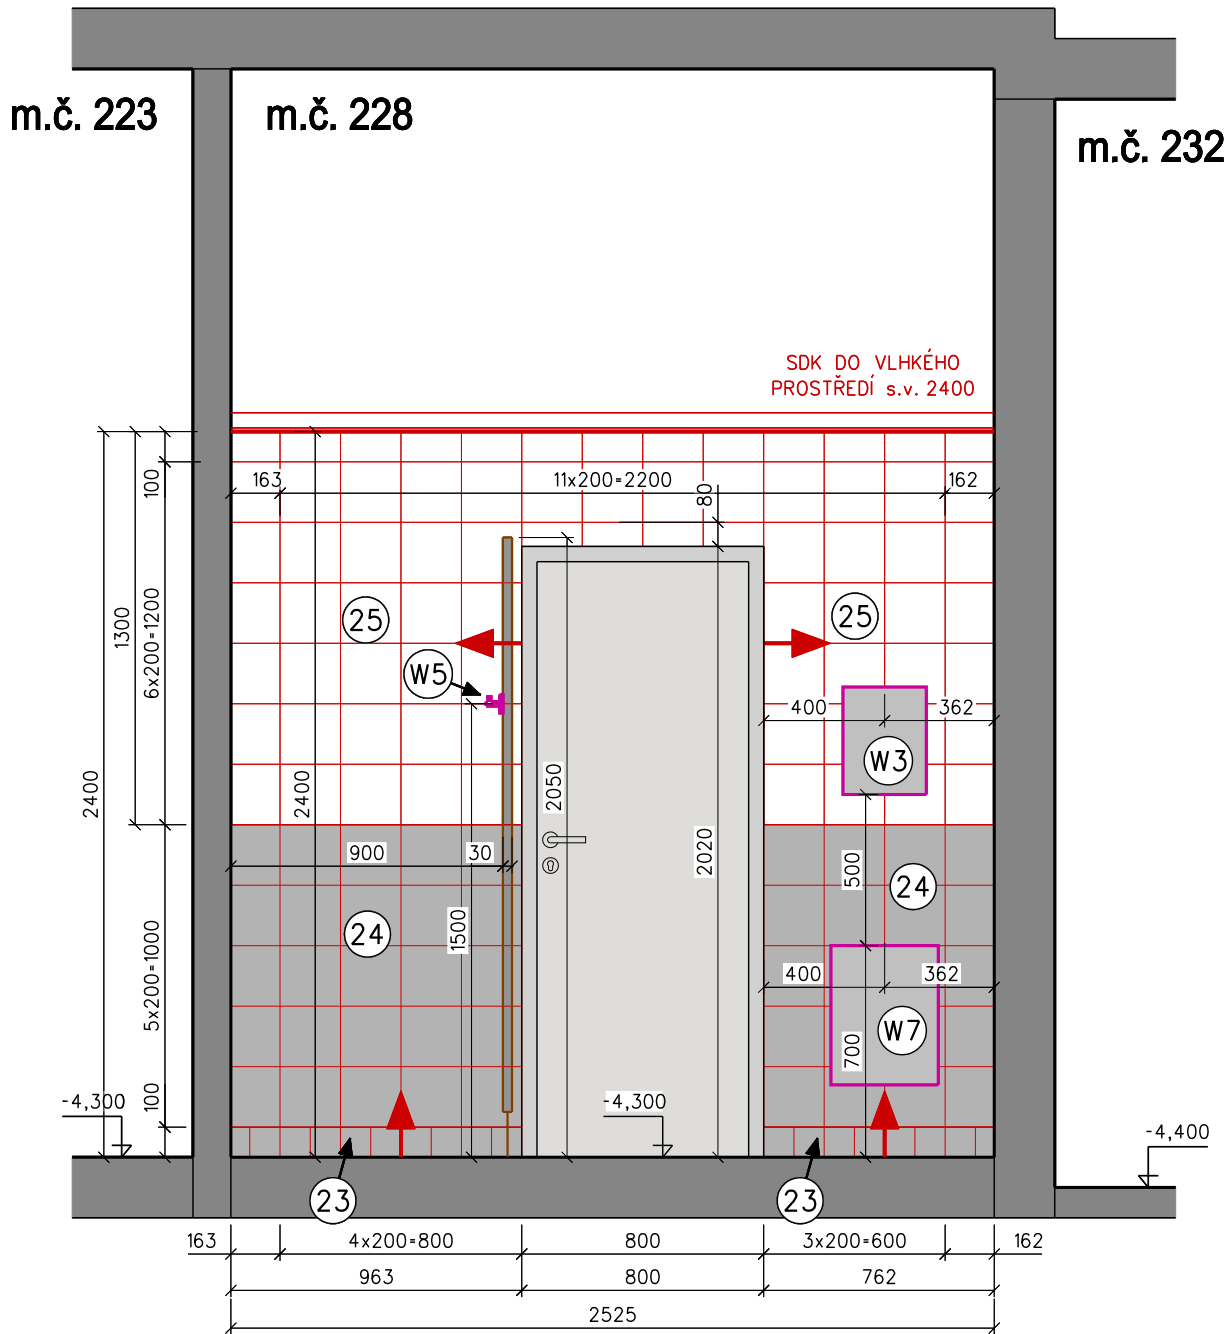 m.č. 223
m.č. 228
m.č. 232
SDK DO VLHKÉHO
PROSTŘEDÍ s.v. 2400
163
11x200=2200
162
80
100
1300
6x200=1200
25
25
W5
400
362
W3
2400
2400
2050
2020
900
30
500
24
24
1500
5x200=1000
400
362
W7
700
100
-4,300
-4,300
-4,400
23
23
163
4x200=800
800
3x200=600
162
963
800
762
2525